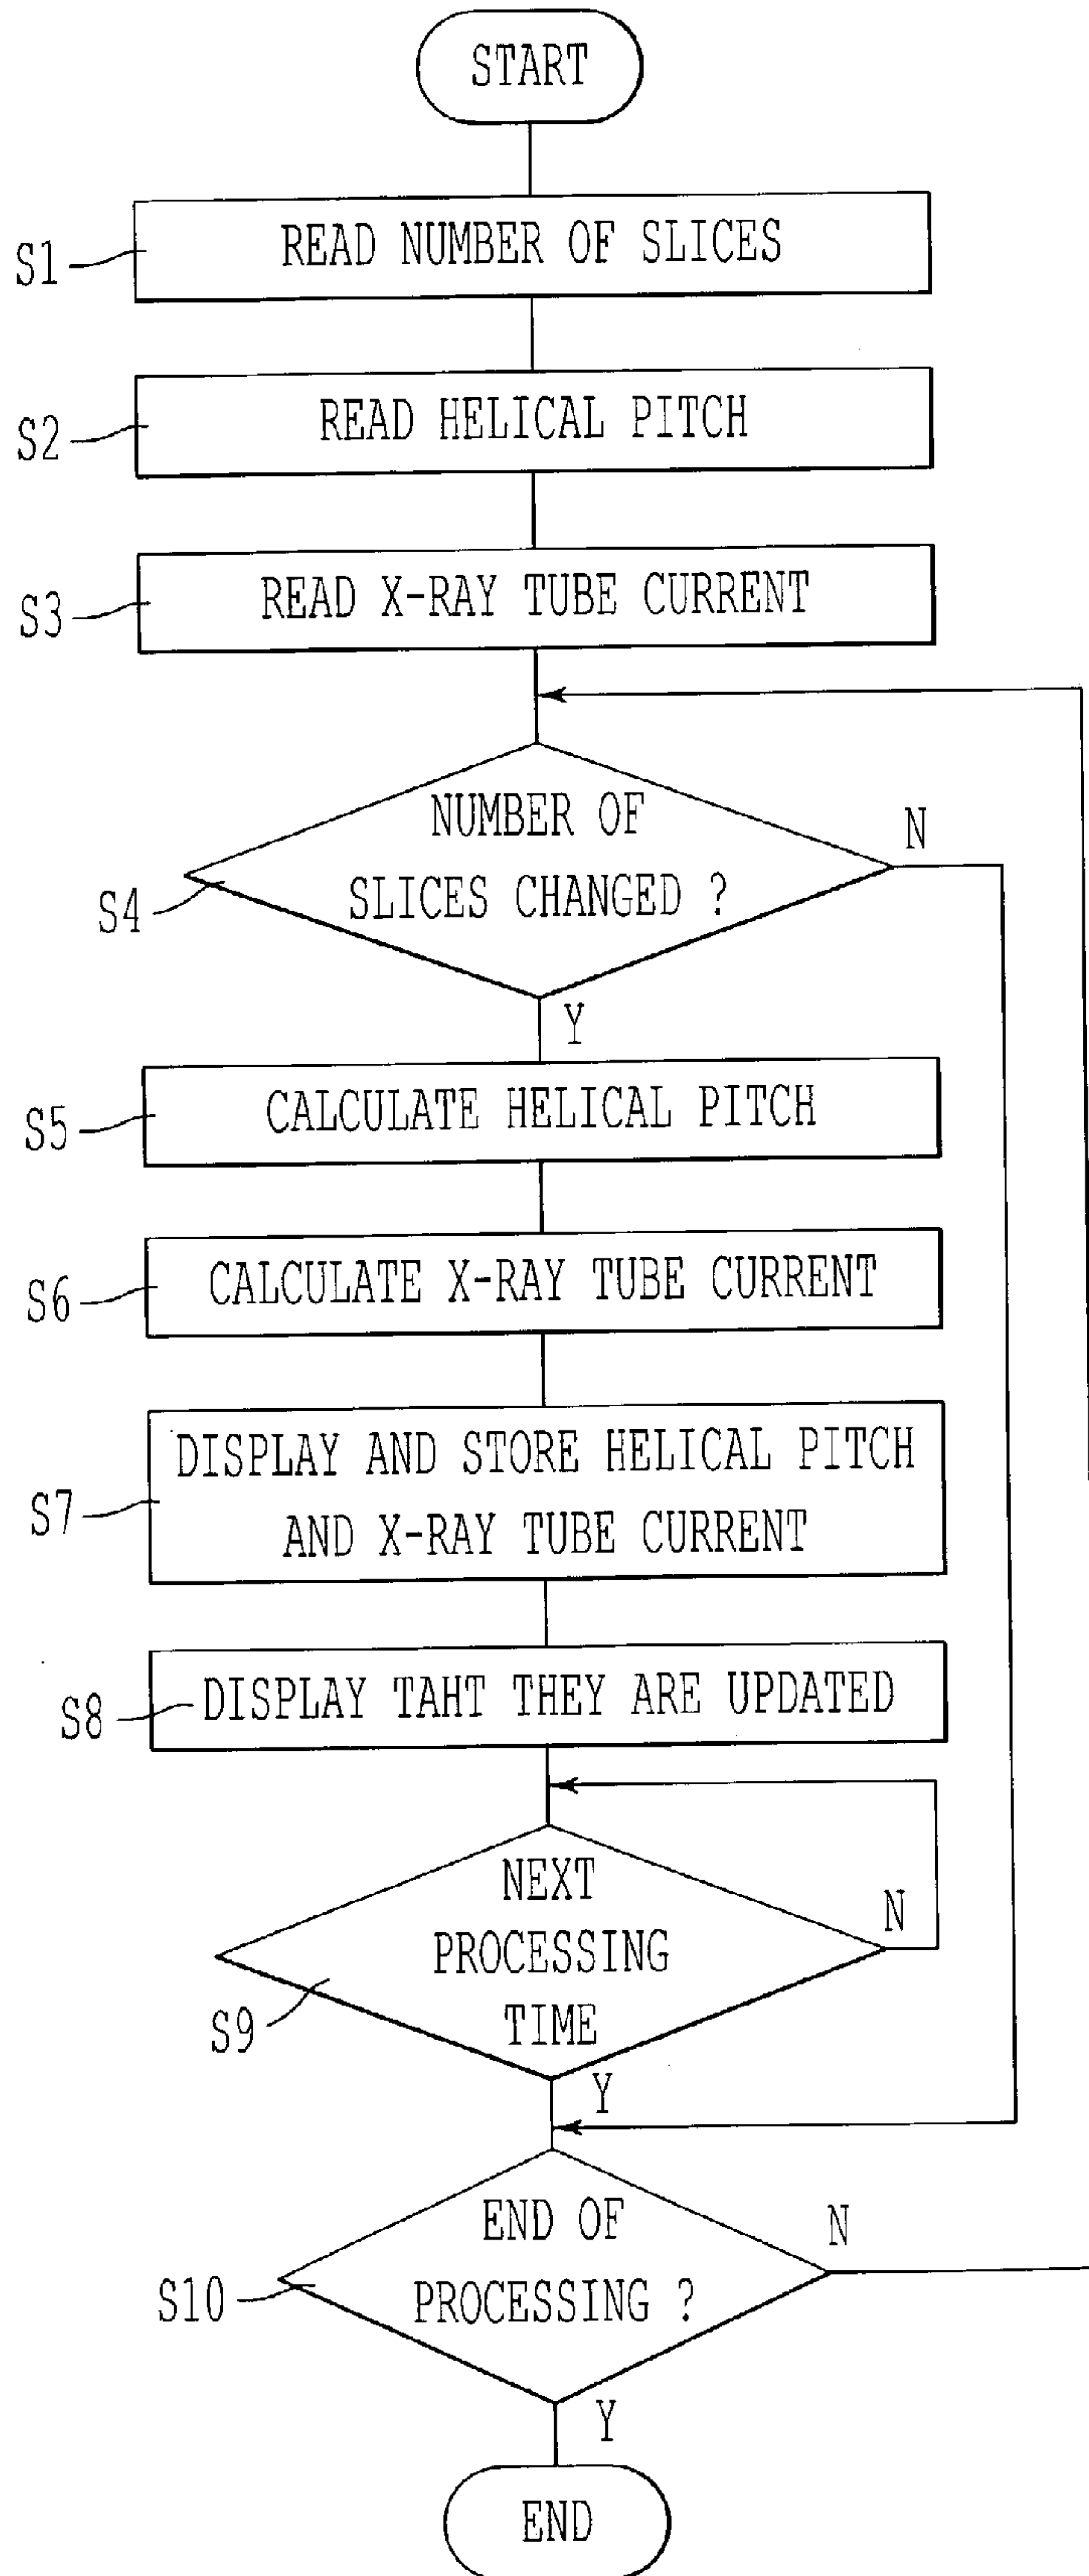 START
S1
READ NUMBER OF SLICES
S2
READ HELICAL PITCH
S3
READ X-RAY TUBE CURRENT
S4
NUMBER OF
SLICES CHANGED ?
N
Y
S5
CALCULATE HELICAL PITCH
S6
CALCULATE X-RAY TUBE CURRENT
S7
DISPLAY AND STORE HELICAL PITCH
AND X-RAY TUBE CURRENT
S8
DISPLAY TAHT THEY ARE UPDATED
S9
NEXT
PROCESSING
TIME
N
Y
S10
END OF
PROCESSING ?
N
Y
END